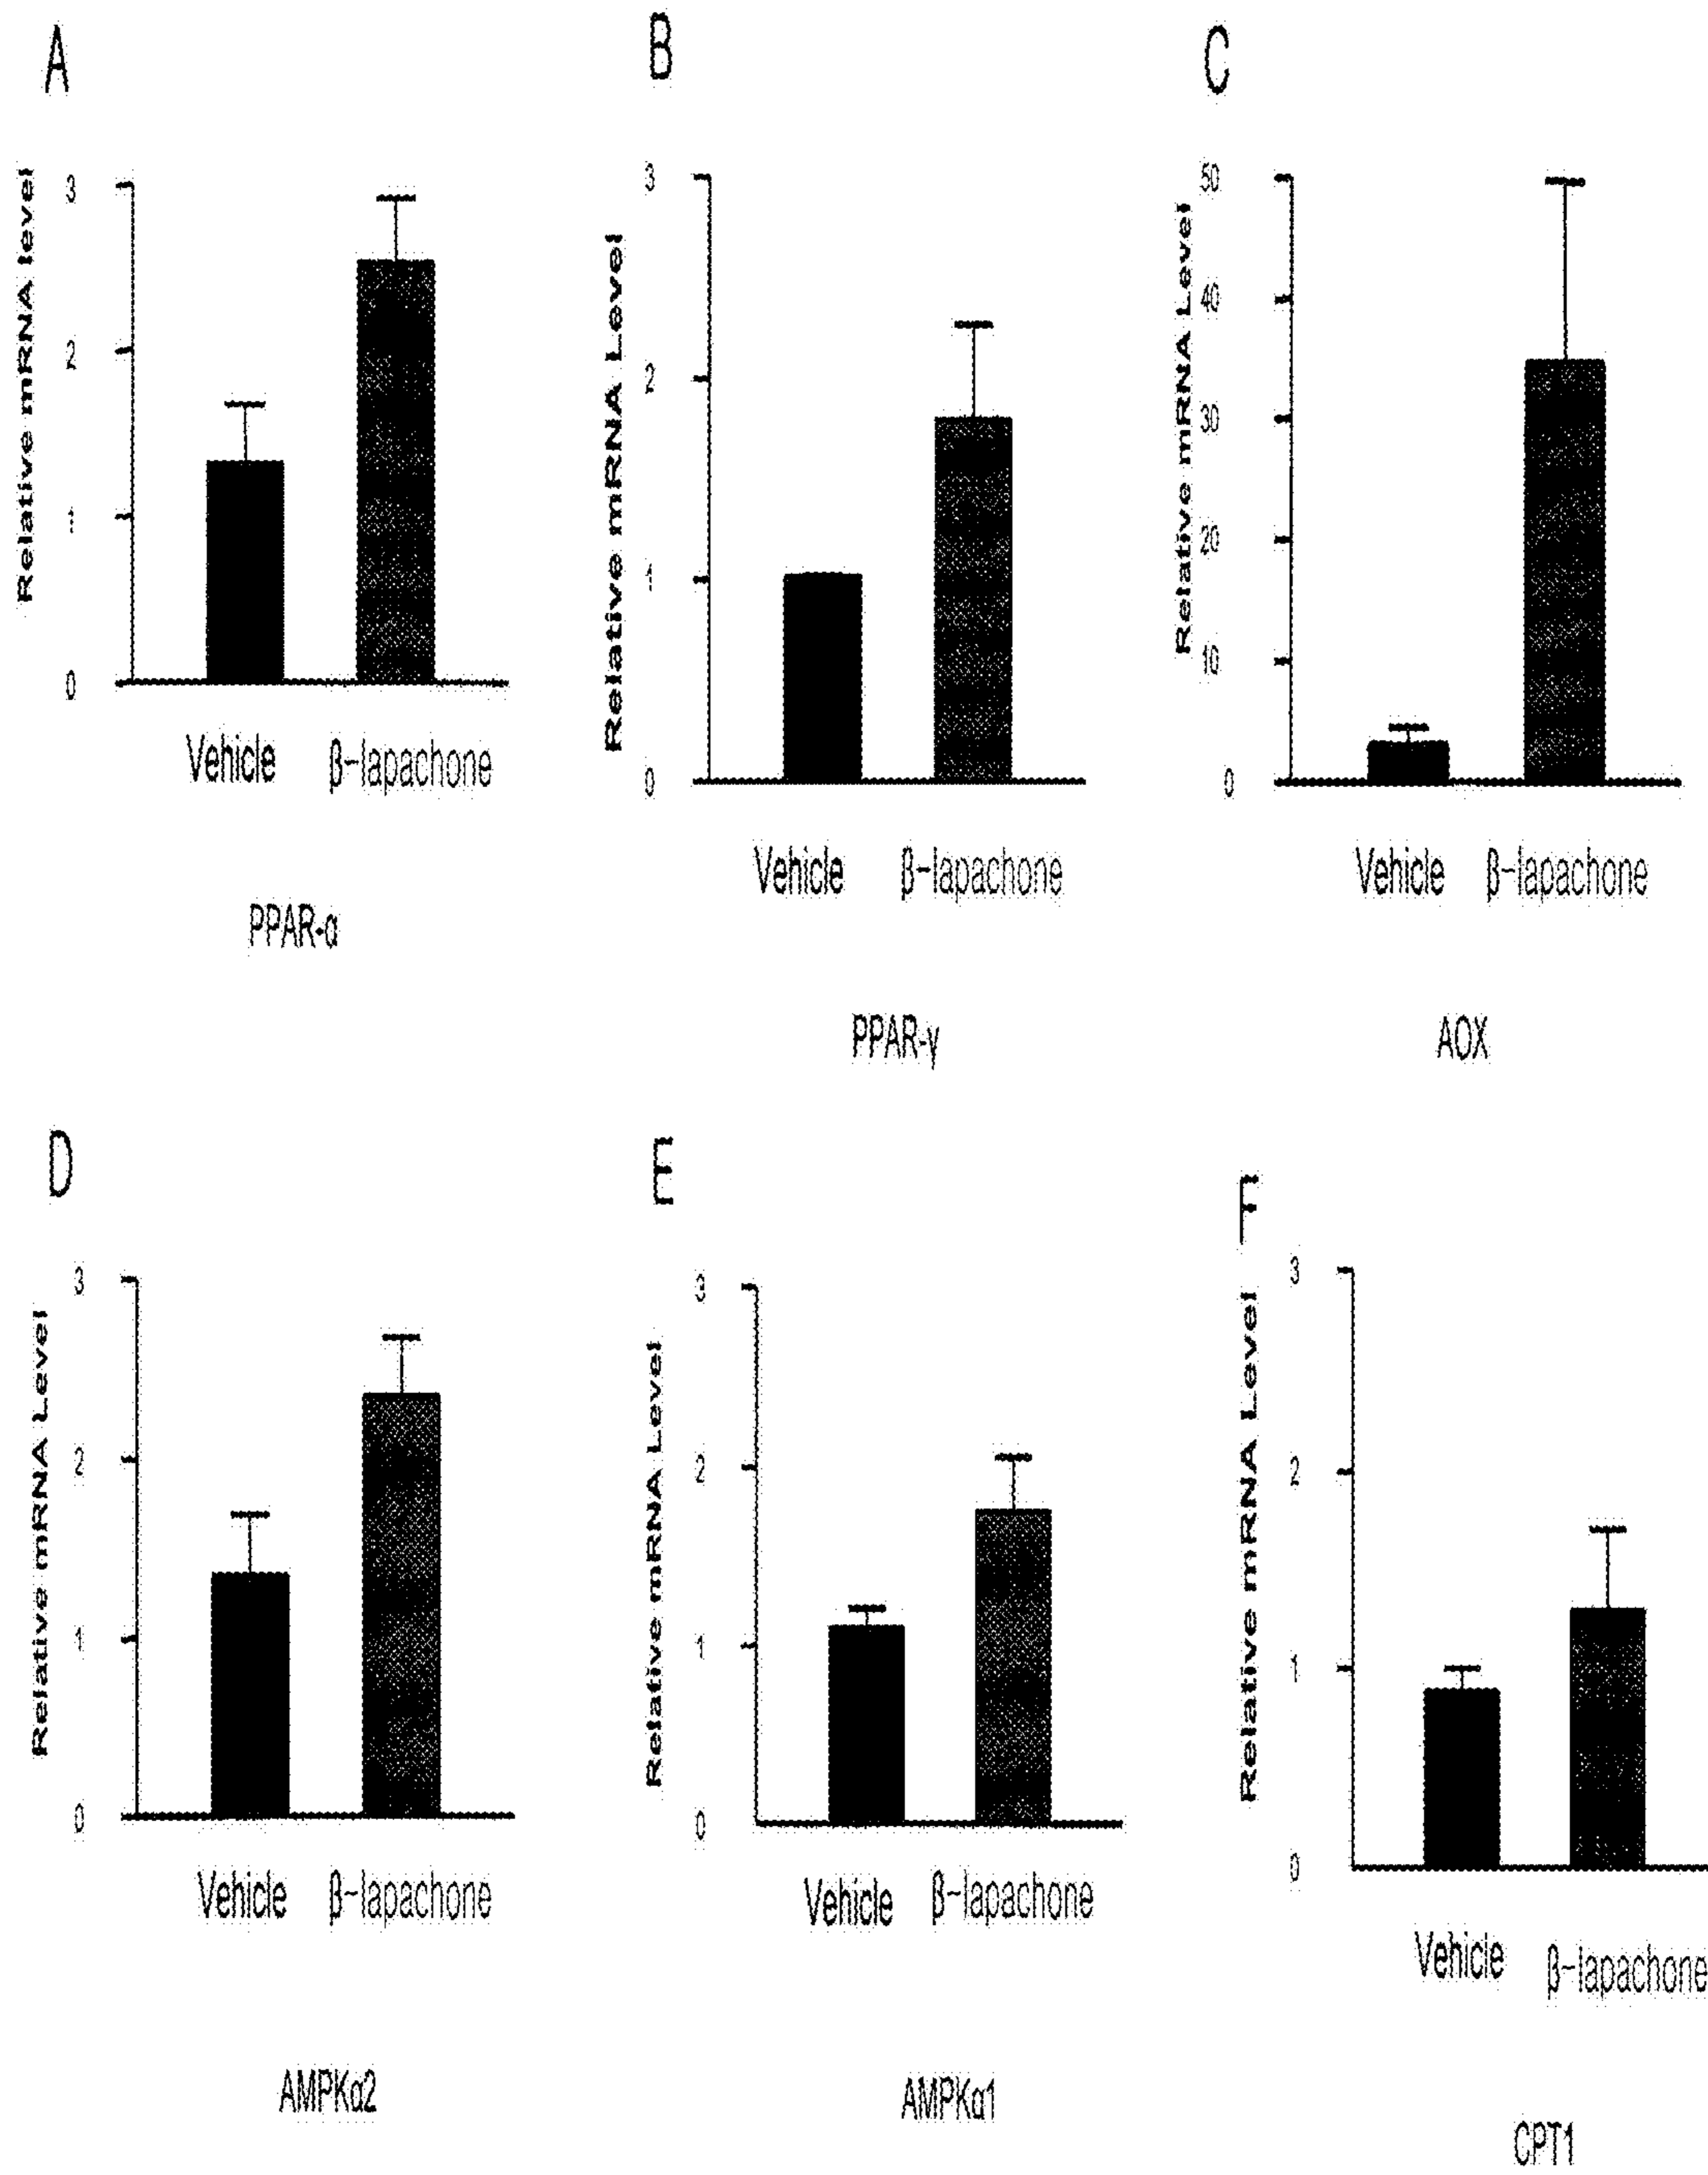 A
Relative mRNA level
3
2
1
0
Vehicle β-lapachone
PPAR-α
B
Relative mRNA Level
3
2
1
0
Vehicle β-lapachone
PPAR-γ
C
Relative mRNA Level
50
40
30
20
10
0
Vehicle β-lapachone
AOX
D
Relative mRNA Level
3
2
1
0
Vehicle β-lapachone
AMPKα2
E
Relative mRNA Level
3
2
1
0
Vehicle β-lapachone
AMPKα1
F
Relative mRNA Level
3
2
1
0
Vehicle β-lapachone
CPT1